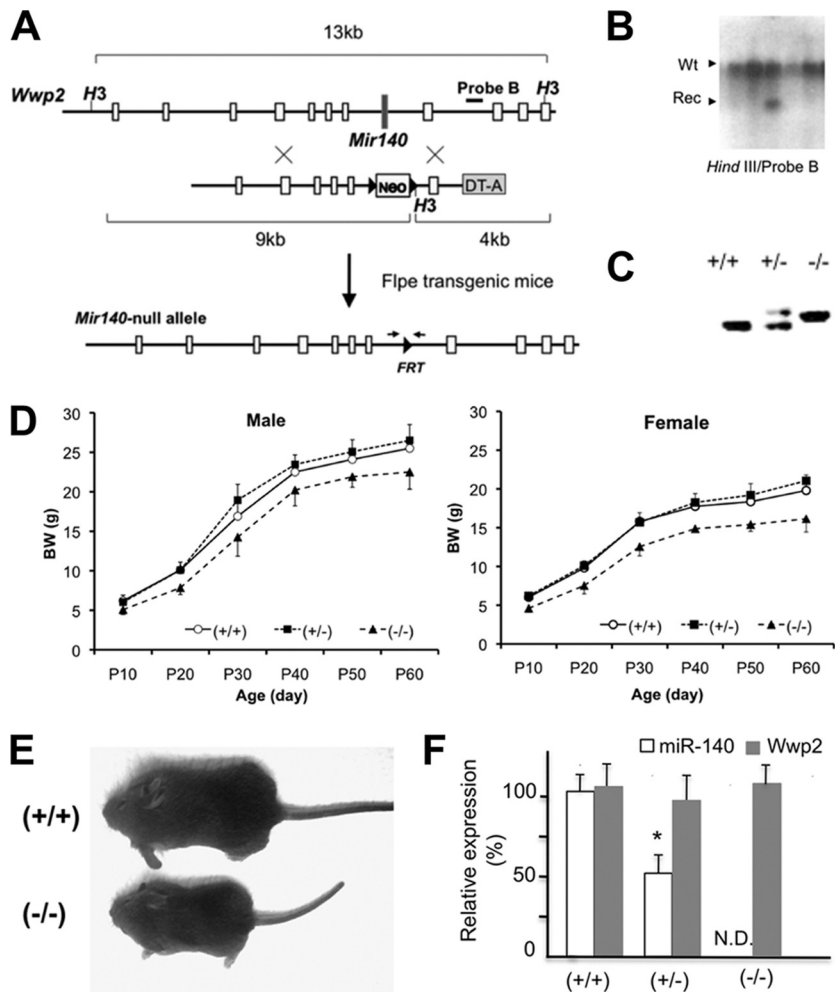 A
13kb
Wwp2
H3
Probe B
H3
Mir140
Neo
DT-A
H3
9kb
4kb
Flpe transgenic mice
Mir140-null allele
FRT
B
Wt
Rec
Hind III/Probe B
C
+/+ +/- -/-
D
Male
BW (g)
30
25
20
15
10
5
0
(+/+) (+/-) (-/-)
P10 P20 P30 P40 P50 P60
Age (day)
Female
BW (g)
30
25
20
15
10
5
0
(+/+) (+/-) (-/-)
P10 P20 P30 P40 P50 P60
Age (day)
E
(+/+)
(-/-)
F
miR-140 Wwp2
Relative expression
(%)
100
50
0
*
N.D.
(+/+) (+/-) (-/-)